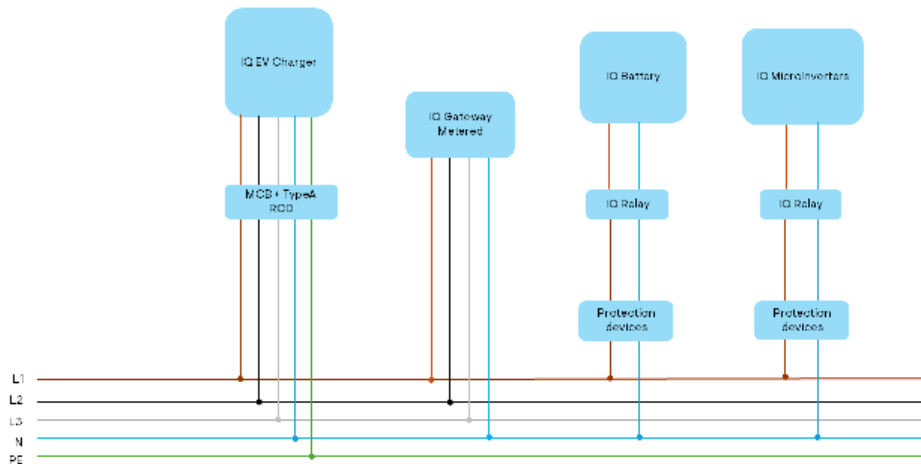 IQ EV Charger
IQ Gateway
Metered
IQ Battery
IQ Microinverters
MCB + TypeA
RCD
IQ Relay
IQ Relay
Protection
devices
Protection
devices
L1
L2
L3
N
PE